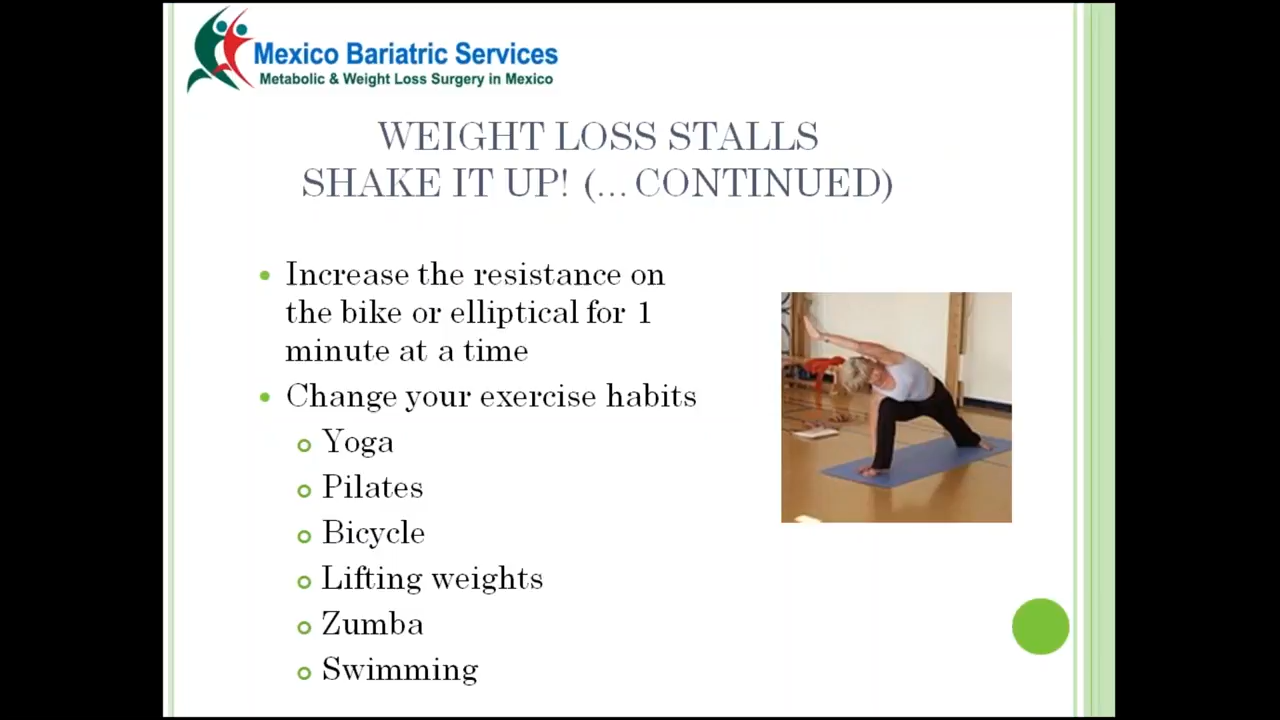 Mexico Bariatric Services
Metabolic & Weight Loss Surgery in Mexico
WEIGHT LOSS STALLS
SHAKE IT UP! (... CONTINUED)
Increase the resistance on
the bike or elliptical for 1
minute at a time
Change your exercise habits
Yoga
Pilates
Bicycle
Lifting weights
Zumba
Swimming